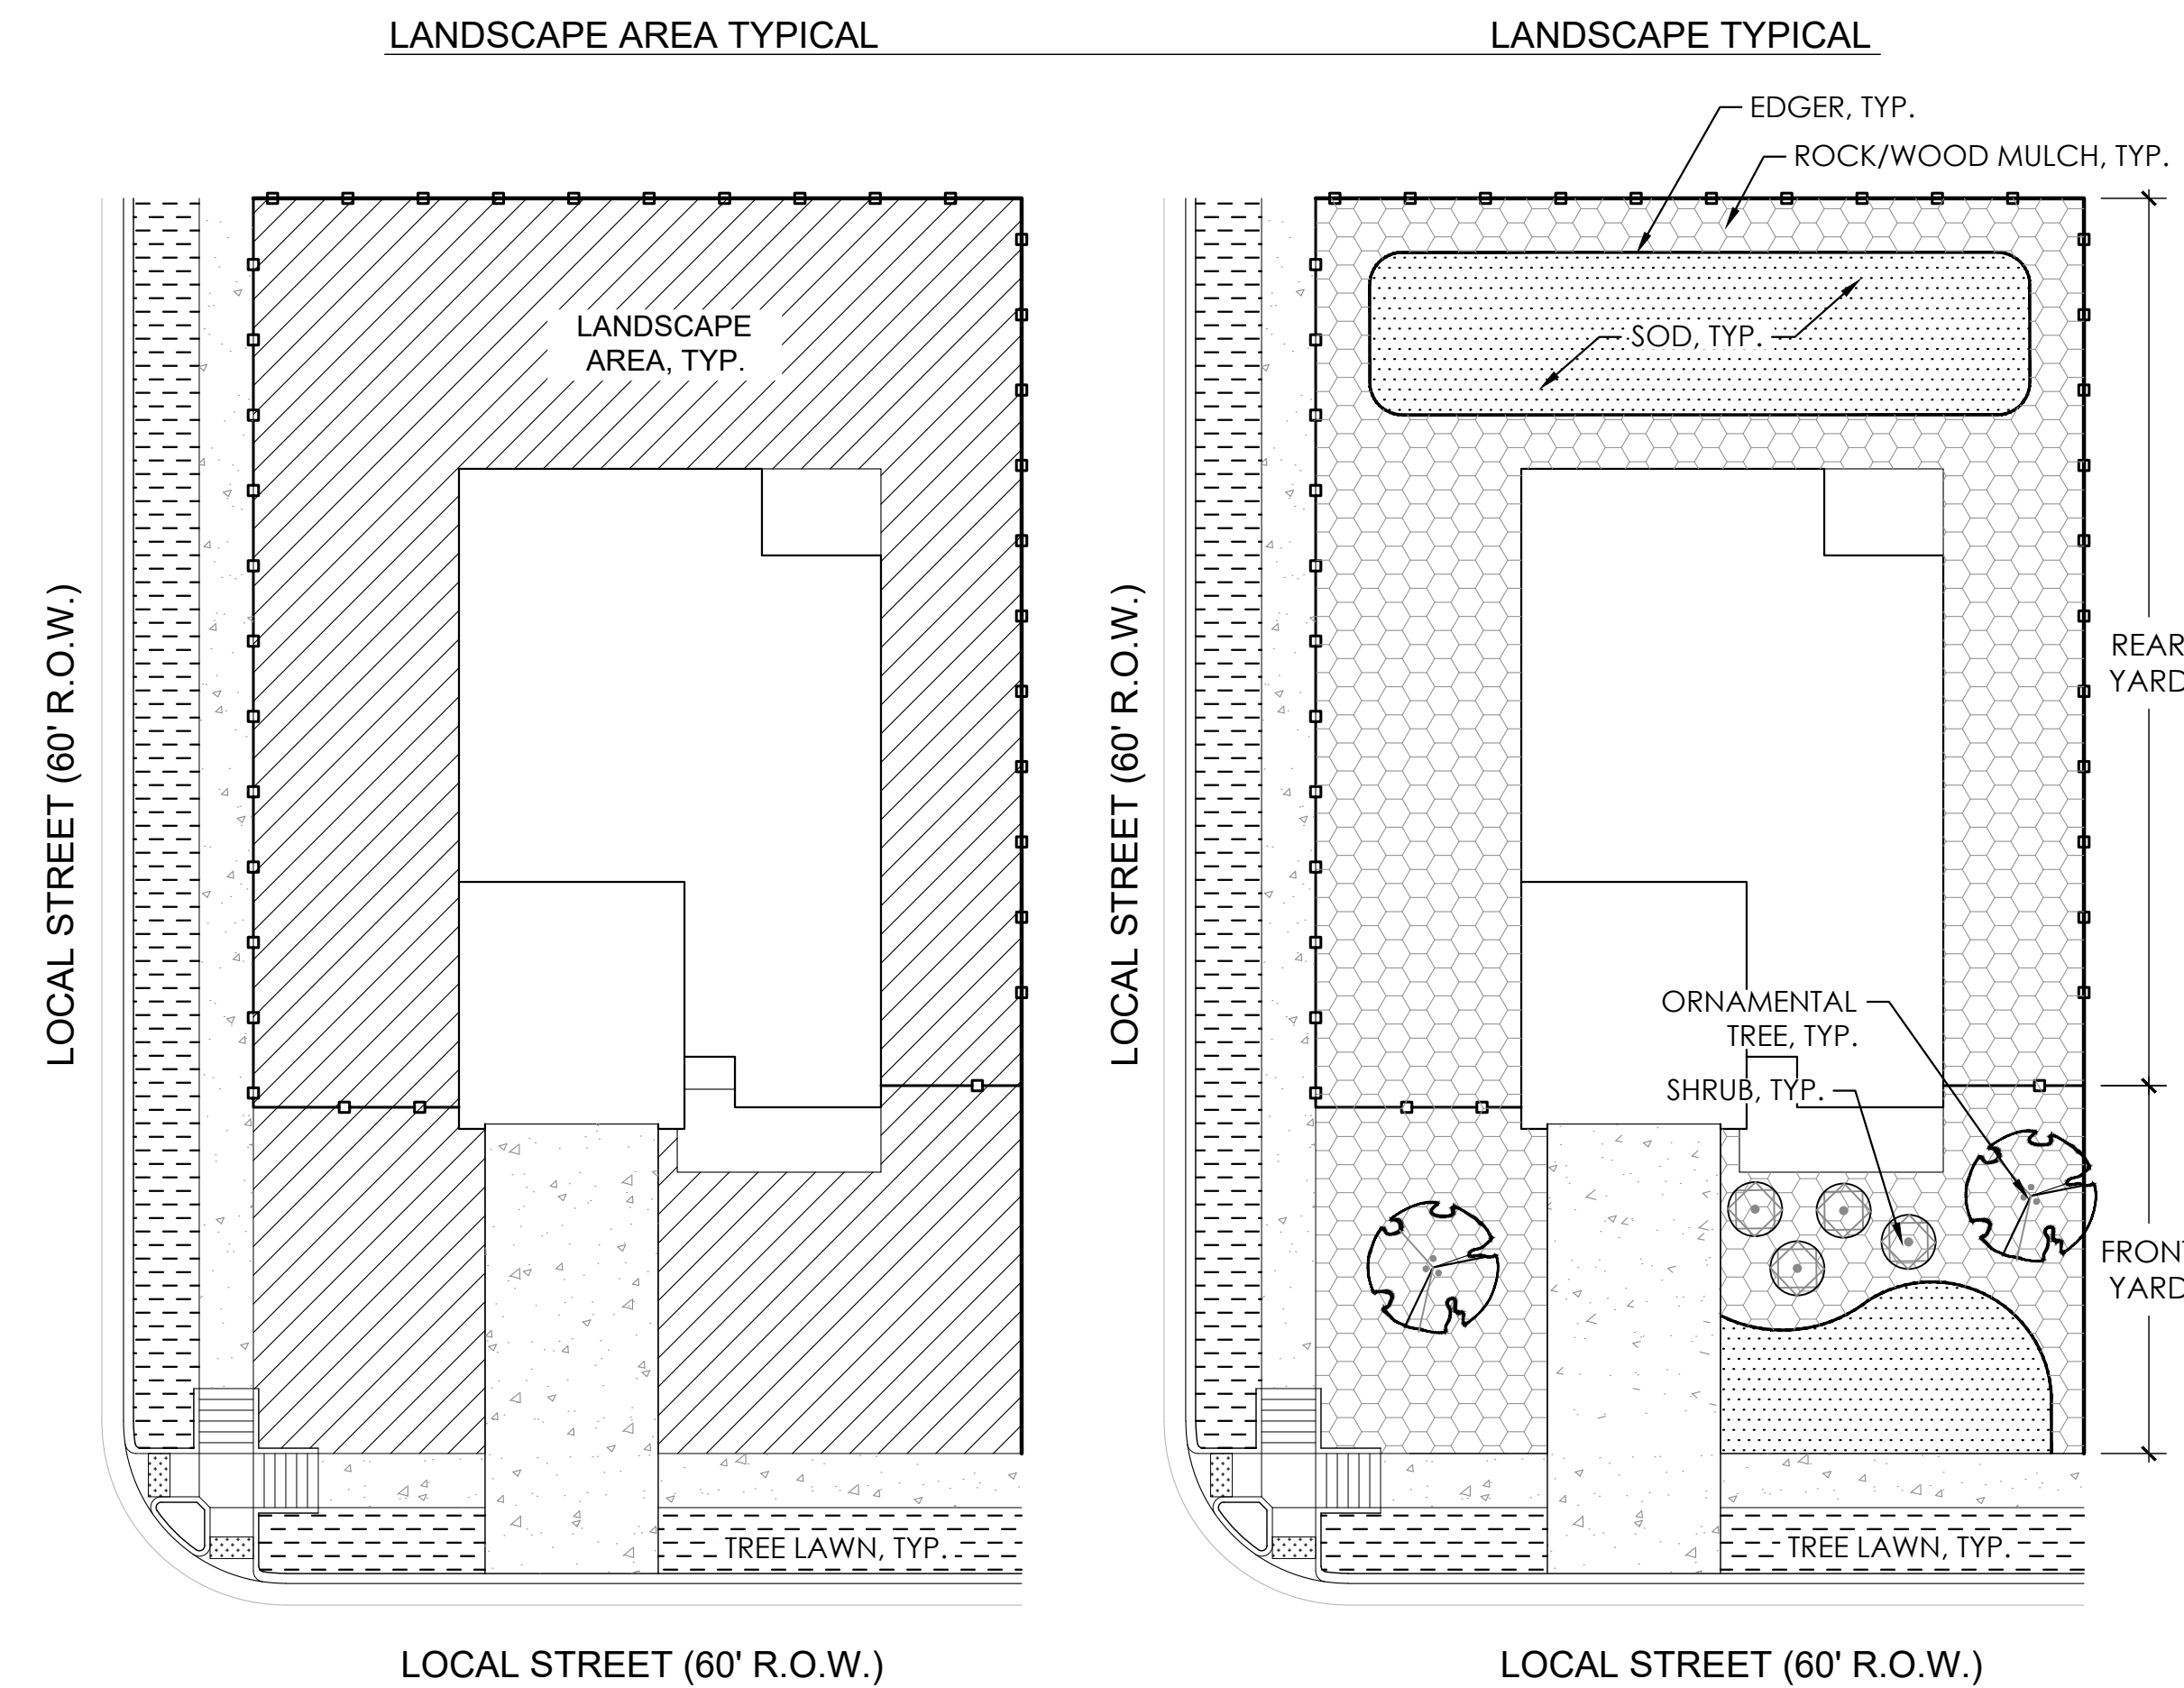 LANDSCAPE AREA TYPICAL
LANDSCAPE TYPICAL
EDGER, TYP.
ROCK/WOOD MULCH, TYP.
LANDSCAPE
AREA, TYP.
SOD, TYP.
LOCAL STREET (60' R.O.W.)
LOCAL STREET (60' R.O.W.)
REAR
YARD
ORNAMENTAL
TREE, TYP.
SHRUB, TYP.
FRONT
YARD
TREE LAWN, TYP.
TREE LAWN, TYP.
LOCAL STREET (60' R.O.W.)
LOCAL STREET (60' R.O.W.)